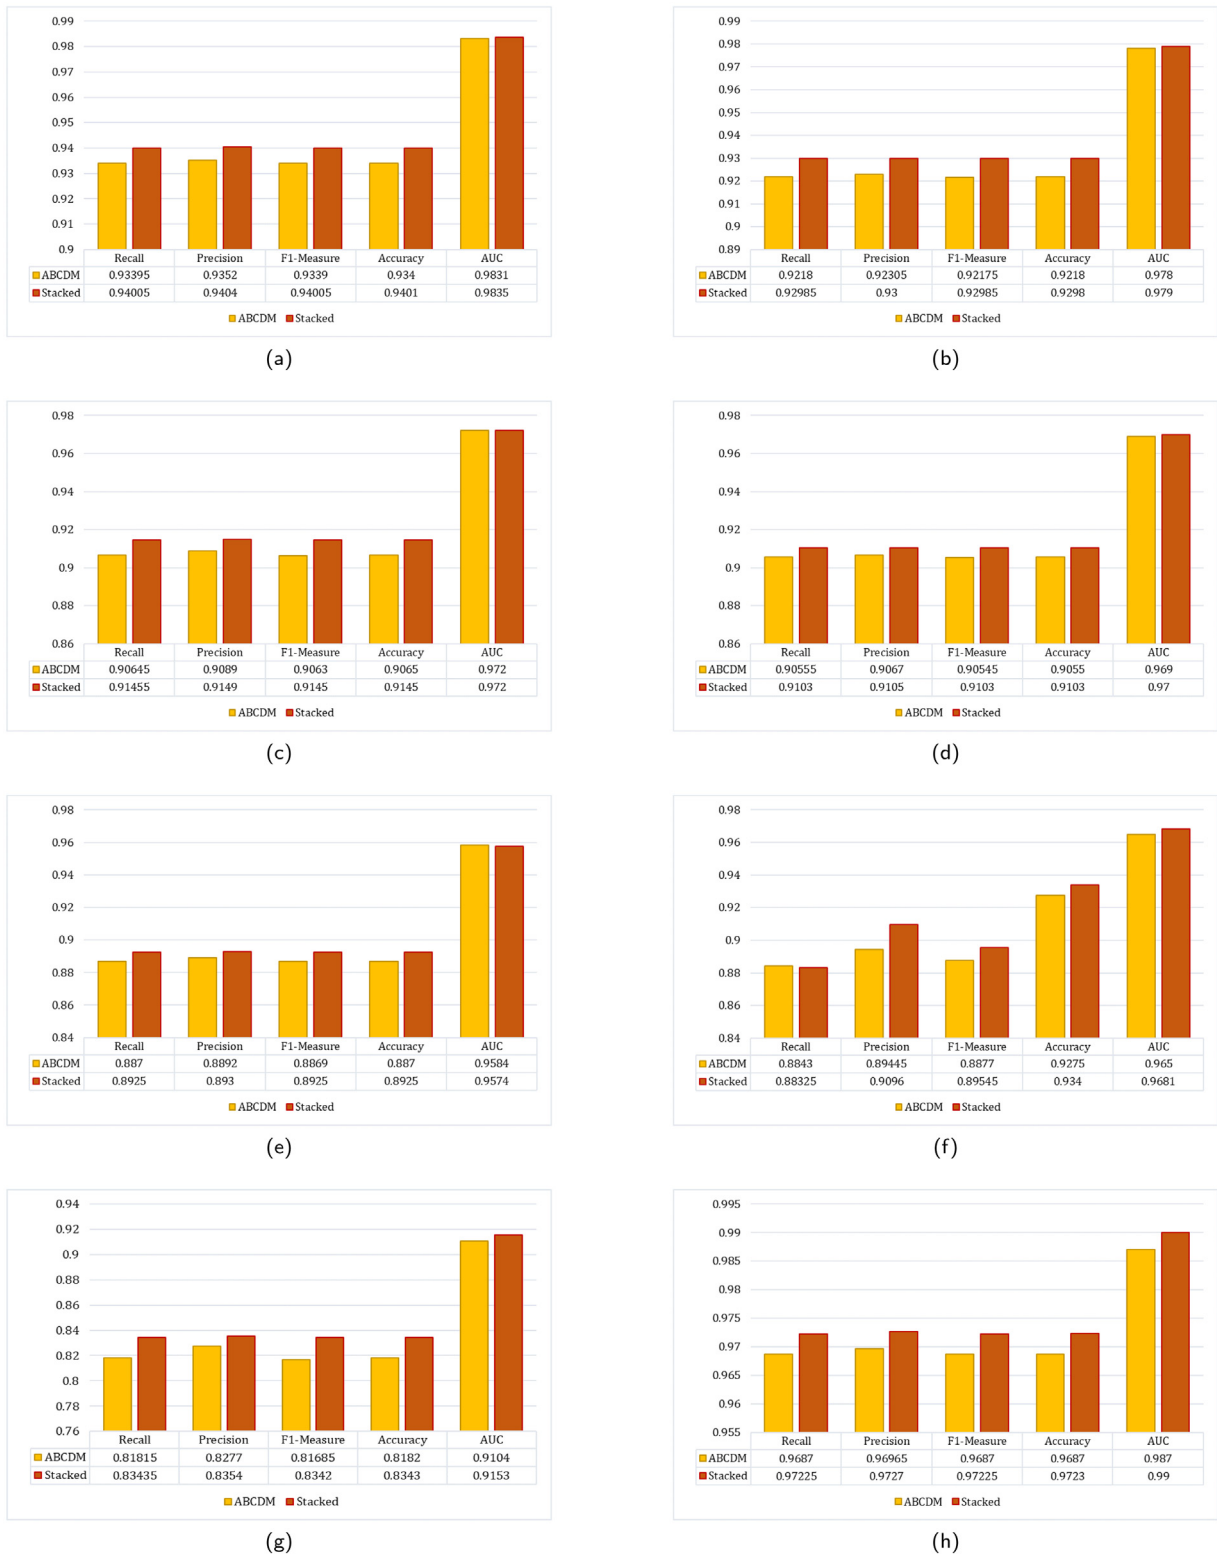 0.99
0.98
0.97
0.96
0.95
0.94
0.93
0.92
0.91
0.9
Recall Precision F1-Measure Accuracy AUC
ABCDM 0.93395 0.9352 0.9339 0.934 0.9831
Stacked 0.94005 0.9404 0.94005 0.9401 0.9835
ABCDM Stacked
(a)
0.99
0.98
0.97
0.96
0.95
0.94
0.93
0.92
0.91
0.9
0.89
Recall Precision F1-Measure Accuracy AUC
ABCDM 0.9218 0.92305 0.92175 0.9218 0.978
Stacked 0.92985 0.93 0.92985 0.9298 0.979
ABCDM Stacked
(b)
0.98
0.96
0.94
0.92
0.9
0.88
0.86
Recall Precision F1-Measure Accuracy AUC
ABCDM 0.90645 0.9089 0.9063 0.9065 0.972
Stacked 0.91455 0.9149 0.9145 0.9145 0.972
ABCDM Stacked
(c)
0.98
0.96
0.94
0.92
0.9
0.88
0.86
Recall Precision F1-Measure Accuracy AUC
ABCDM 0.90555 0.9067 0.90545 0.9055 0.969
Stacked 0.9103 0.9105 0.9103 0.9103 0.97
ABCDM Stacked
(d)
0.98
0.96
0.94
0.92
0.9
0.88
0.86
0.84
Recall Precision F1-Measure Accuracy AUC
ABCDM 0.887 0.8892 0.8869 0.887 0.9584
Stacked 0.8925 0.893 0.8925 0.8925 0.9574
ABCDM Stacked
(e)
0.98
0.96
0.94
0.92
0.9
0.88
0.86
0.84
Recall Precision F1-Measure Accuracy AUC
ABCDM 0.8843 0.89445 0.8877 0.9275 0.965
Stacked 0.88325 0.9096 0.89545 0.934 0.9681
ABCDM Stacked
(f)
0.94
0.92
0.9
0.88
0.86
0.84
0.82
0.8
0.78
0.76
Recall Precision F1-Measure Accuracy AUC
ABCDM 0.81815 0.8277 0.81685 0.8182 0.9104
Stacked 0.83435 0.8354 0.8342 0.8343 0.9153
ABCDM Stacked
(g)
0.995
0.99
0.985
0.98
0.975
0.97
0.965
0.96
0.955
Recall Precision F1-Measure Accuracy AUC
ABCDM 0.9687 0.96965 0.9687 0.9687 0.987
Stacked 0.97225 0.9727 0.97225 0.9723 0.99
ABCDM Stacked
(h)